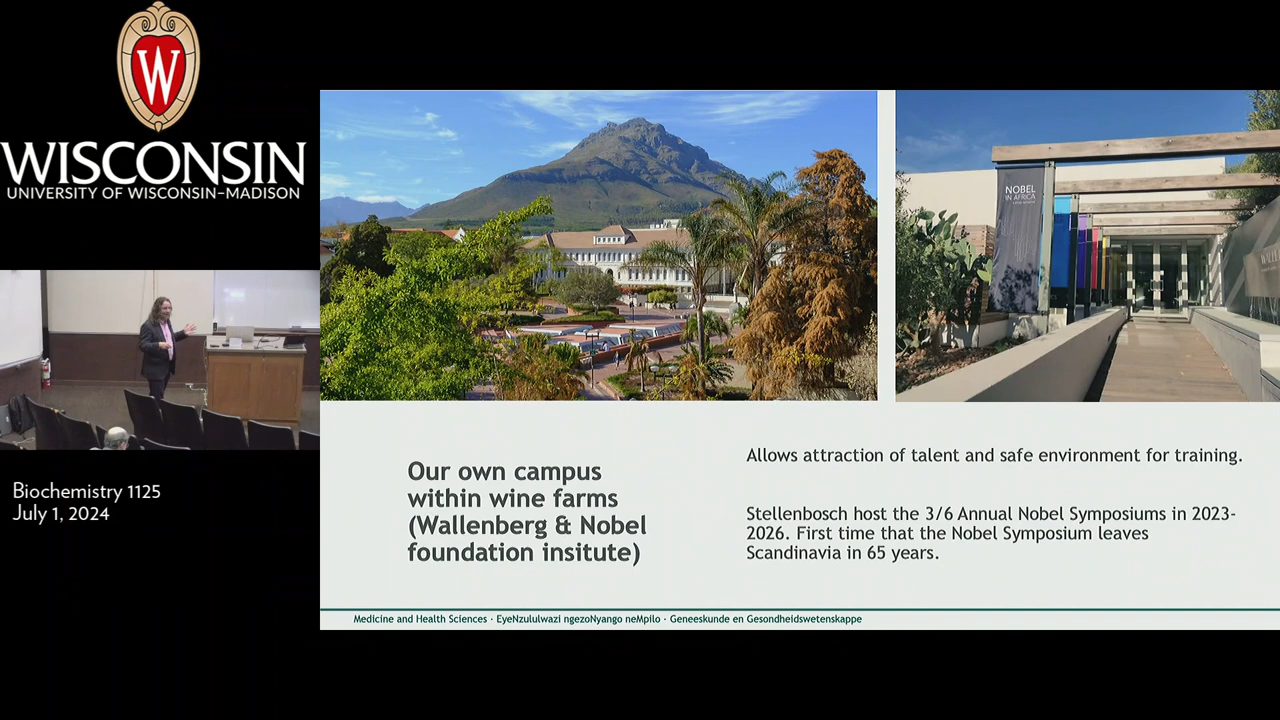 W
WISCONSIN
UNIVERSITY OF WISCONSIN–MADISON
Biochemistry 1125
July 1, 2024
NOBEL
IN AFRICA
Our own campus
within wine farms
(Wallenberg & Nobel
foundation insitute)
Allows attraction of talent and safe environment for training.
Stellenbosch host the 3/6 Annual Nobel Symposiums in 2023-
2026. First time that the Nobel Symposium leaves
Scandinavia in 65 years.
Medicine and Health Sciences · EyeNzululwazi ngezoNyango neMpilo · Geneeskunde en Gesondheidswetenskappe